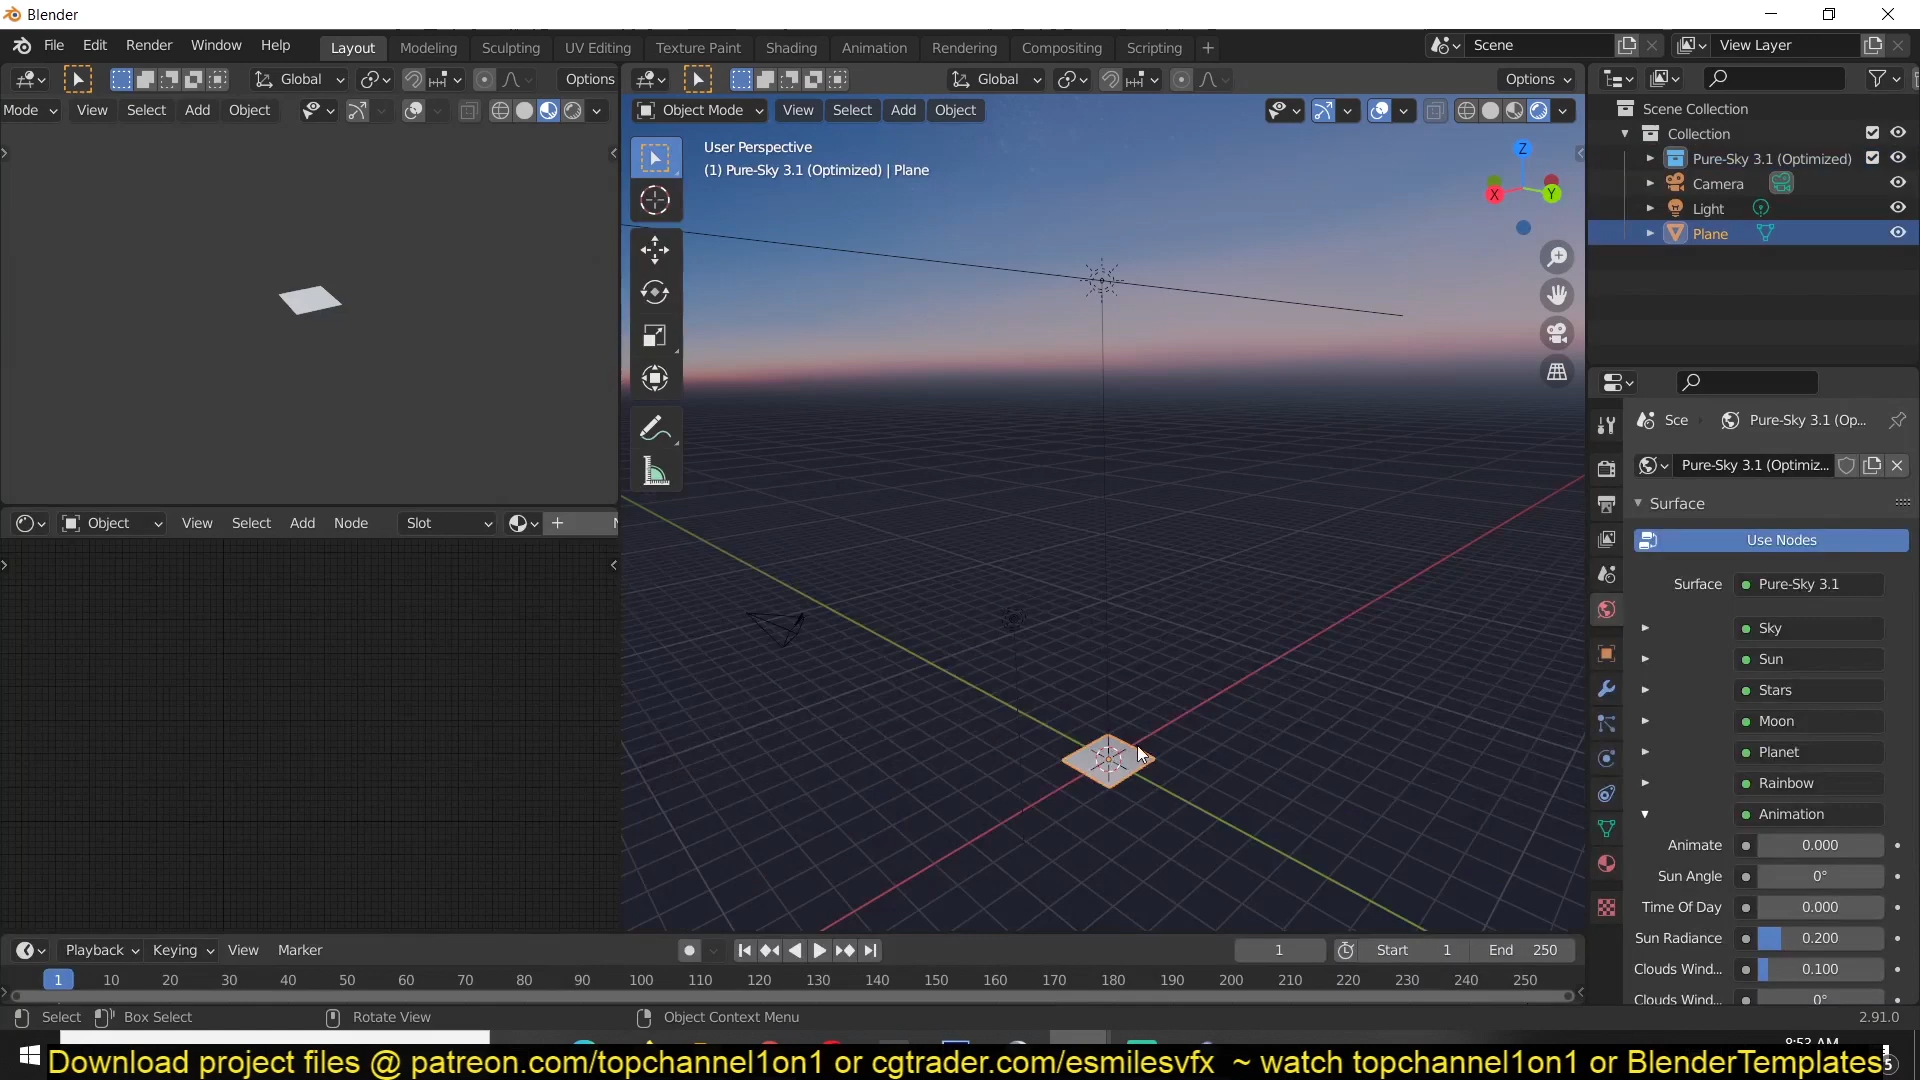 Blender
File Edit Render Window Help Layout Modeling Sculpting UV Editing Texture Paint Shading Animation Rendering Compositing Scripting + Scene View Layer
Global Options Global Options
Mode View Select Add Object Object Mode View Select Add Object
User Perspective
(1) Pure-Sky 3.1 (Optimized) | Plane
Z
X
Y
Scene Collection
Collection
Pure-Sky 3.1 (Optimized)
Camera
Light
Plane
Sce Pure-Sky 3.1 (Op...
Pure-Sky 3.1 (Optimiz...
Surface
Use Nodes
Surface Pure-Sky 3.1
Sky
Sun
Stars
Moon
Planet
Rainbow
Animation
Animate 0.000
Sun Angle 0°
Time Of Day 0.000
Sun Radiance 0.200
Clouds Wind... 0.100
Clouds Wind... 0°
Object View Select Add Node Slot
Playback Keying View Marker 1 Start 1 End 250
1 10 20 30 40 50 60 70 80 90 100 110 120 130 140 150 160 170 180 190 200 210 220 230 240 250
Select Box Select Rotate View Object Context Menu 2.91.0
8:53 AM
Download project files @ patreon.com/topchannel1on1 or cgtrader.com/esmilesvfx ~ watch topchannel1on1 or BlenderTemplates